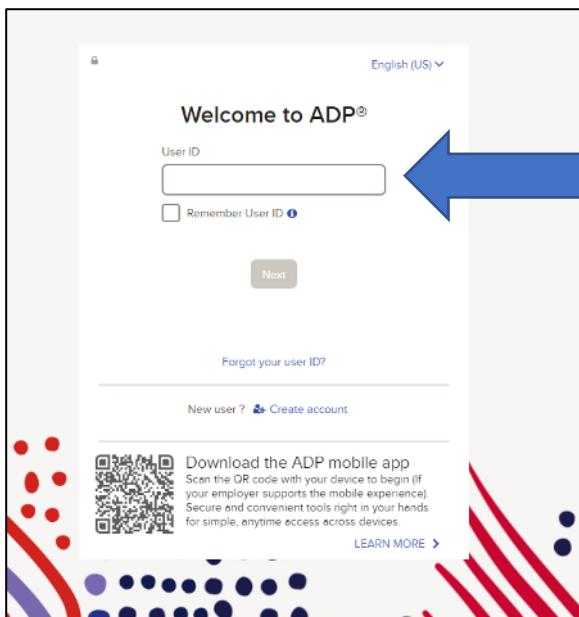 English (US)
Welcome to ADP®
User ID
Remember User ID
Next
Forgot your user ID?
New user ? Create account
Download the ADP mobile app
Scan the QR code with your device to begin (If
your employer supports the mobile experience).
Secure and convenient tools right in your hands
for simple, anytime access across devices.
LEARN MORE